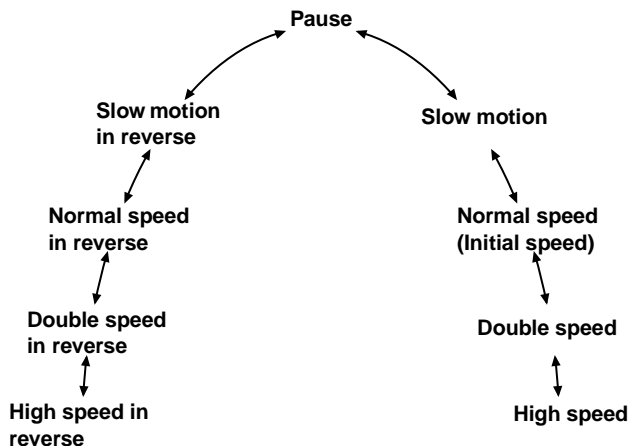 Pause
Slow motion
in reverse
Slow motion
Normal speed
in reverse
Normal speed
(Initial speed)
Double speed
in reverse
Double speed
High speed in
reverse
High speed